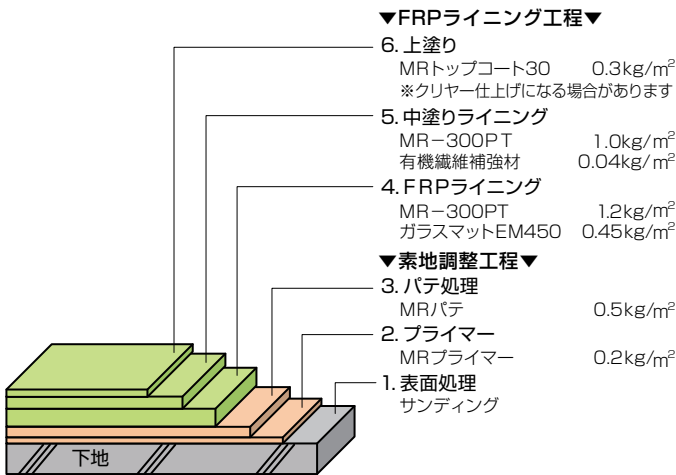 ▼FRPライニング工程▼
6. 上塗り
MRトップコート30 0.3kg/m²
※クリヤー仕上げになる場合があります
5. 中塗りライニング
MR－300PT 1.0kg/m²
有機繊維補強材 0.04kg/m²
4. FRPライニング
MR－300PT 1.2kg/m²
ガラスマットEM450 0.45kg/m²
▼素地調整工程▼
3. パテ処理
MRパテ 0.5kg/m²
2. プライマー
MRプライマー 0.2kg/m²
1. 表面処理
サンディング
下地